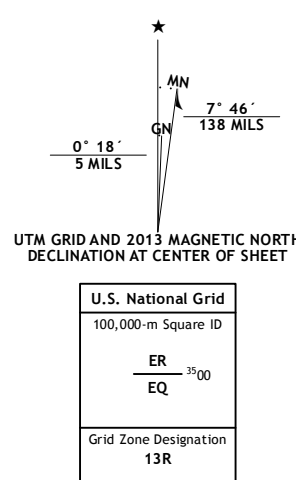 ★
MN
7° 46´
138 MILS
GN
0° 18´
5 MILS
UTM GRID AND 2013 MAGNETIC NORTH
DECLINATION AT CENTER OF SHEET
U.S. National Grid
100,000-m Square ID
ER
3500
EQ
Grid Zone Designation
13R